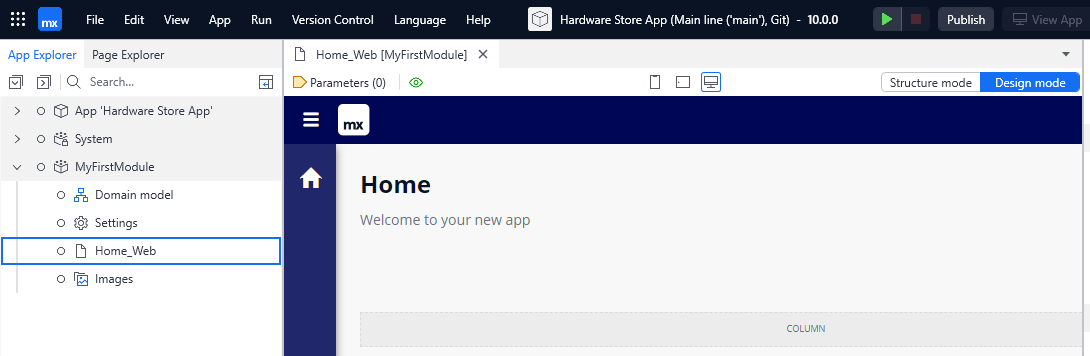 mx File Edit View App Run Version Control Language Help Hardware Store App (Main line ('main'), Git) - 10.0.0 Publish View App
App Explorer Page Explorer
Home_Web [MyFirstModule]
Search...
Parameters (0)
Structure mode Design mode
App 'Hardware Store App'
System
MyFirstModule
Domain model
Settings
Home_Web
Images
mx
Home
Welcome to your new app
COLUMN